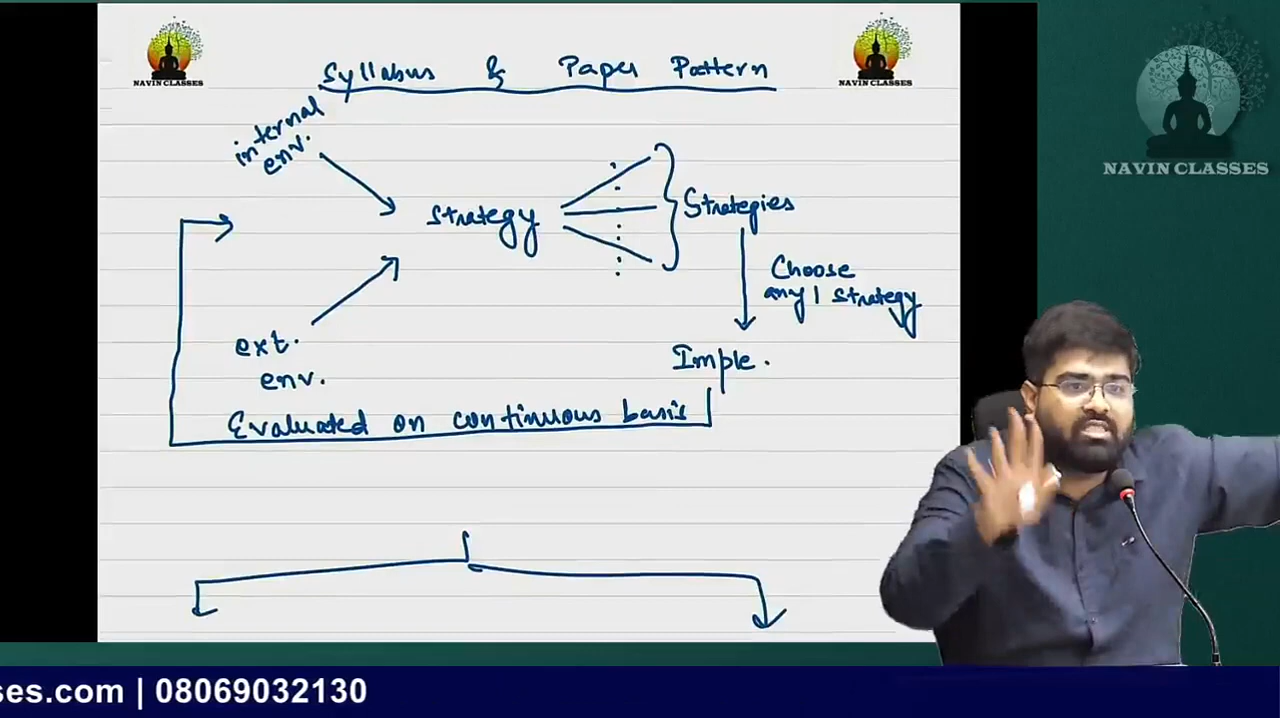 NAVIN CLASSES
NAVIN CLASSES
NAVIN CLASSES
Syllabus & Paper Pattern
internal
env.
Strategy
Strategies
Choose
any 1 strategy
ext.
env.
Imple.
Evaluated on continuous basis
ses.com | 08069032130